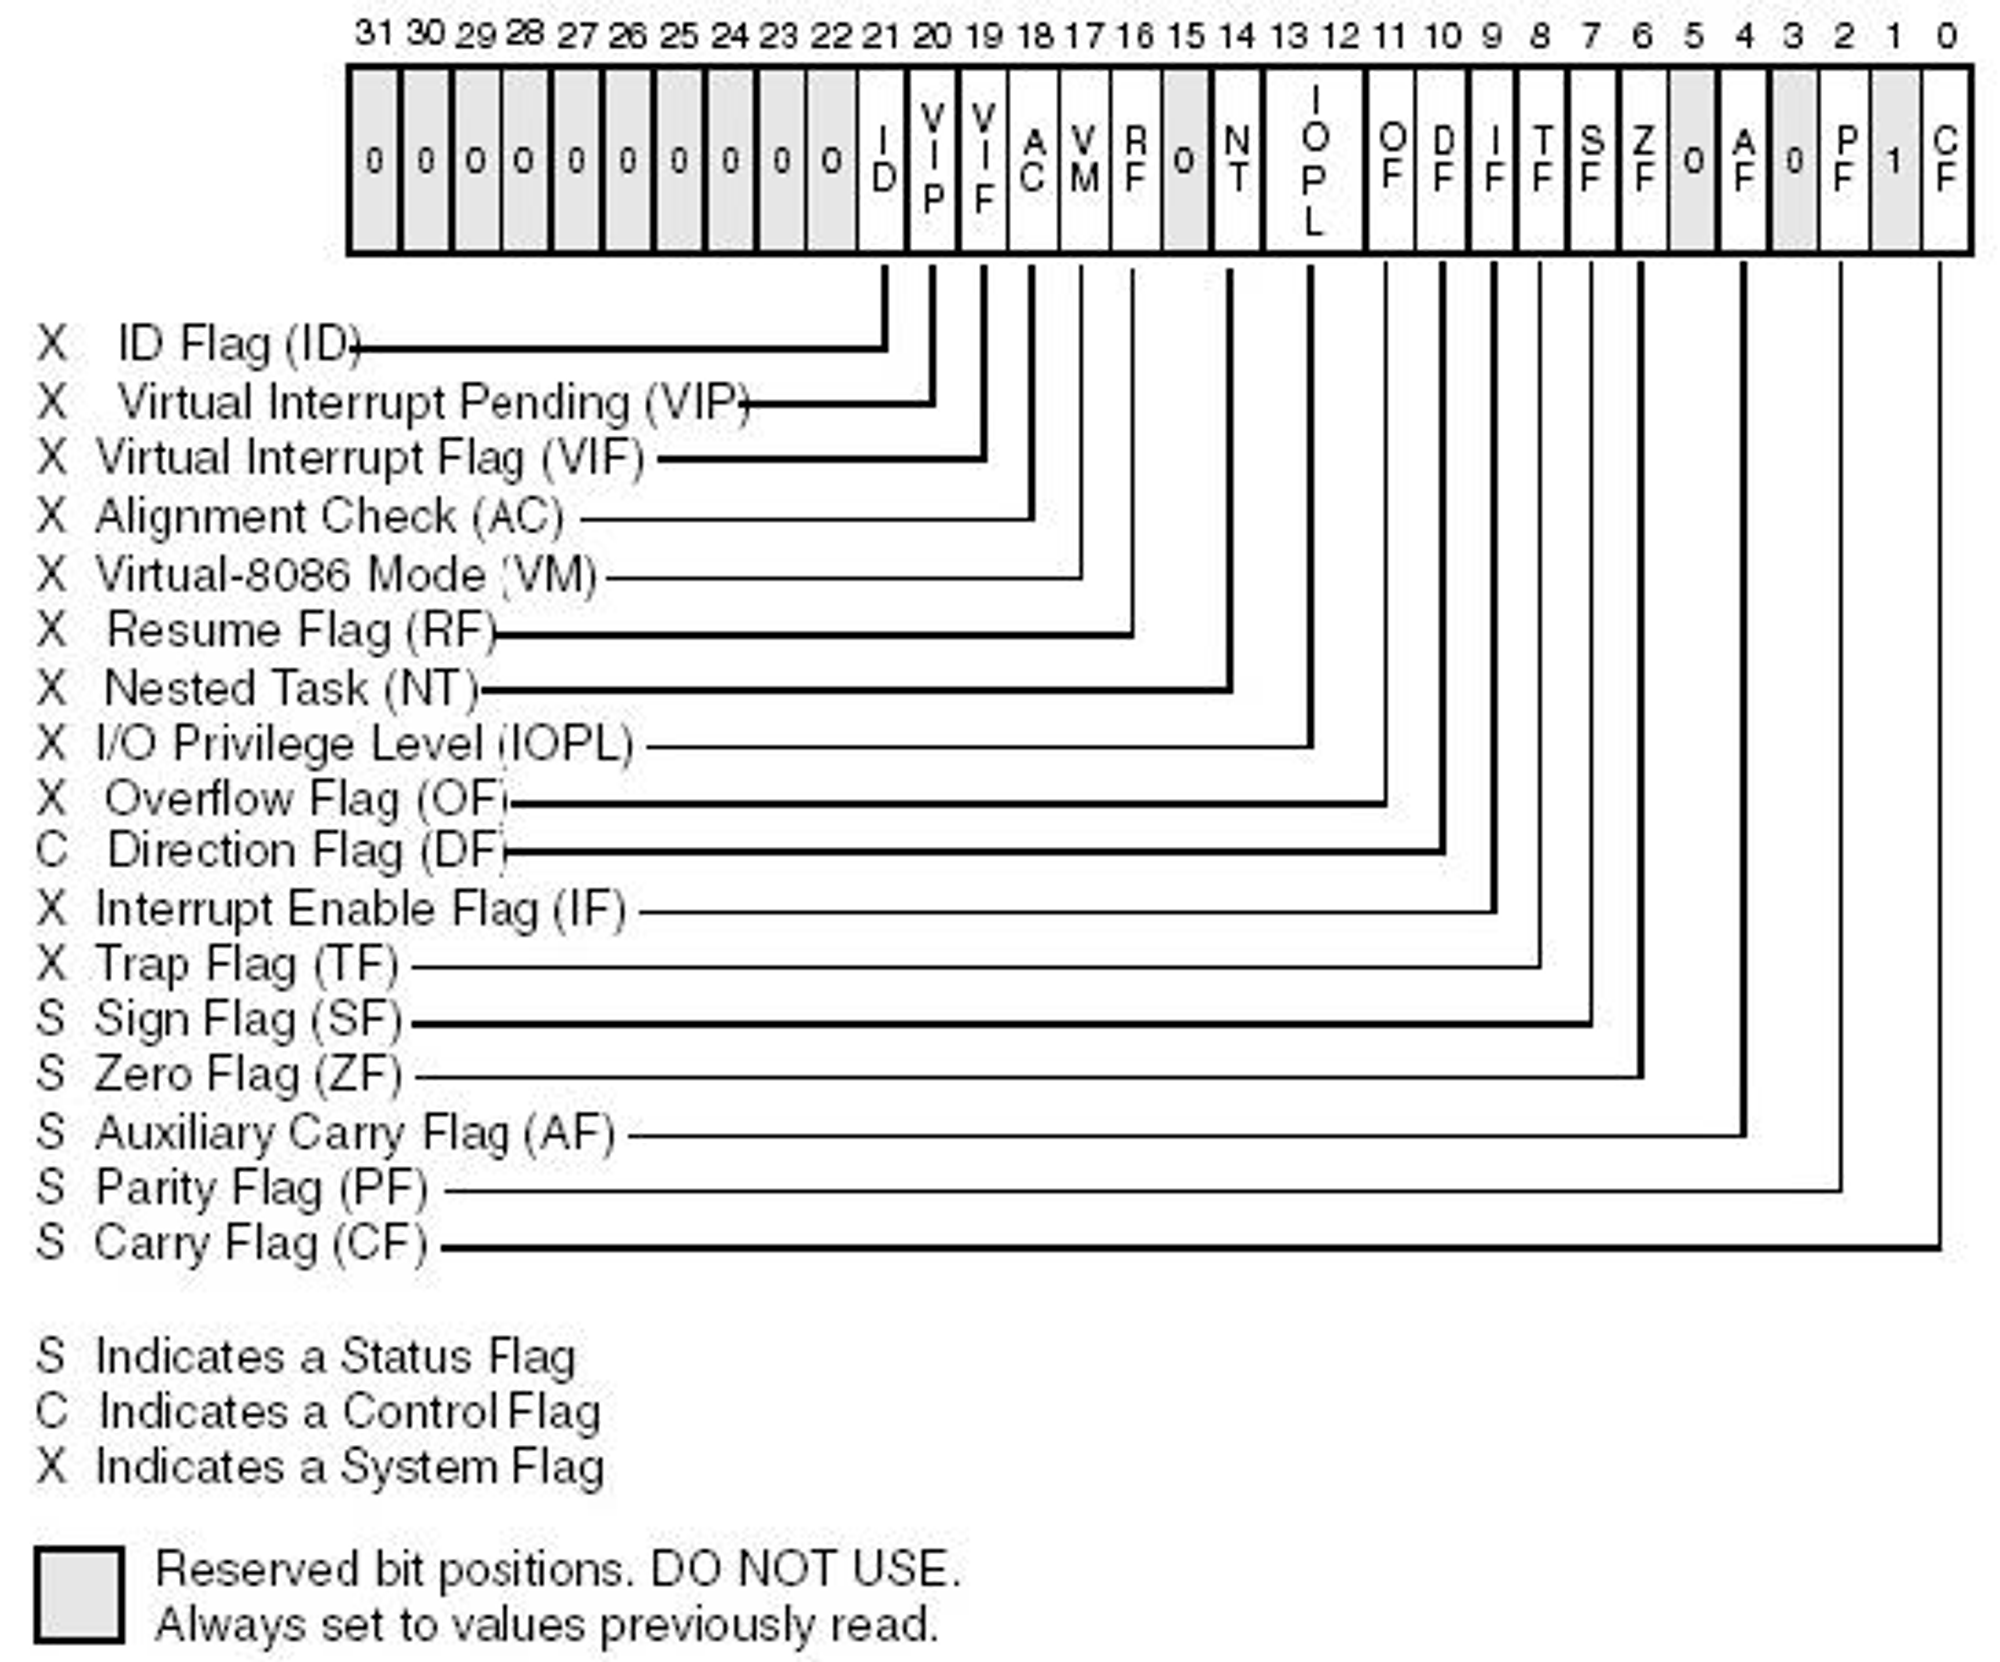 31 30 29 28 27 26 25 24 23 22 21 20 19 18 17 16 15 14 13 12 11 10 9 8 7 6 5 4 3 2 1 0
0 0 0 0 0 0 0 0 0 0 ID VIP VIF AC VM RF 0 NT IOPL OF DF IF TF SF ZF 0 AF 0 PF 1 CF
X ID Flag (ID)
X Virtual Interrupt Pending (VIP)
X Virtual Interrupt Flag (VIF)
X Alignment Check (AC)
X Virtual-8086 Mode (VM)
X Resume Flag (RF)
X Nested Task (NT)
X I/O Privilege Level (IOPL)
X Overflow Flag (OF)
C Direction Flag (DF)
X Interrupt Enable Flag (IF)
X Trap Flag (TF)
S Sign Flag (SF)
S Zero Flag (ZF)
S Auxiliary Carry Flag (AF)
S Parity Flag (PF)
S Carry Flag (CF)
S Indicates a Status Flag
C Indicates a Control Flag
X Indicates a System Flag
Reserved bit positions. DO NOT USE.
Always set to values previously read.